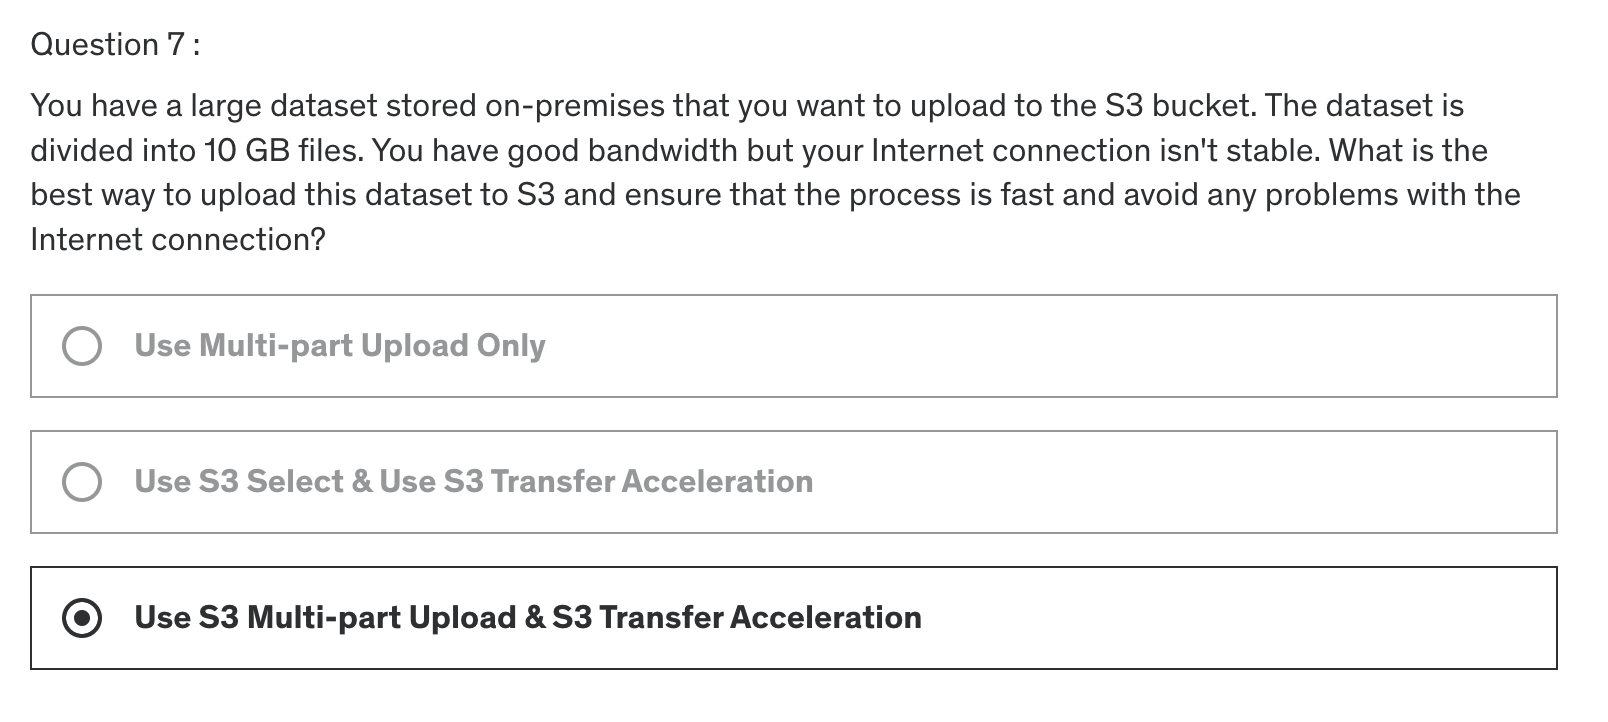 Question 7 :
You have a large dataset stored on-premises that you want to upload to the S3 bucket. The dataset is
divided into 10 GB files. You have good bandwidth but your Internet connection isn't stable. What is the
best way to upload this dataset to S3 and ensure that the process is fast and avoid any problems with the
Internet connection?
Use Multi-part Upload Only
Use S3 Select & Use S3 Transfer Acceleration
Use S3 Multi-part Upload & S3 Transfer Acceleration